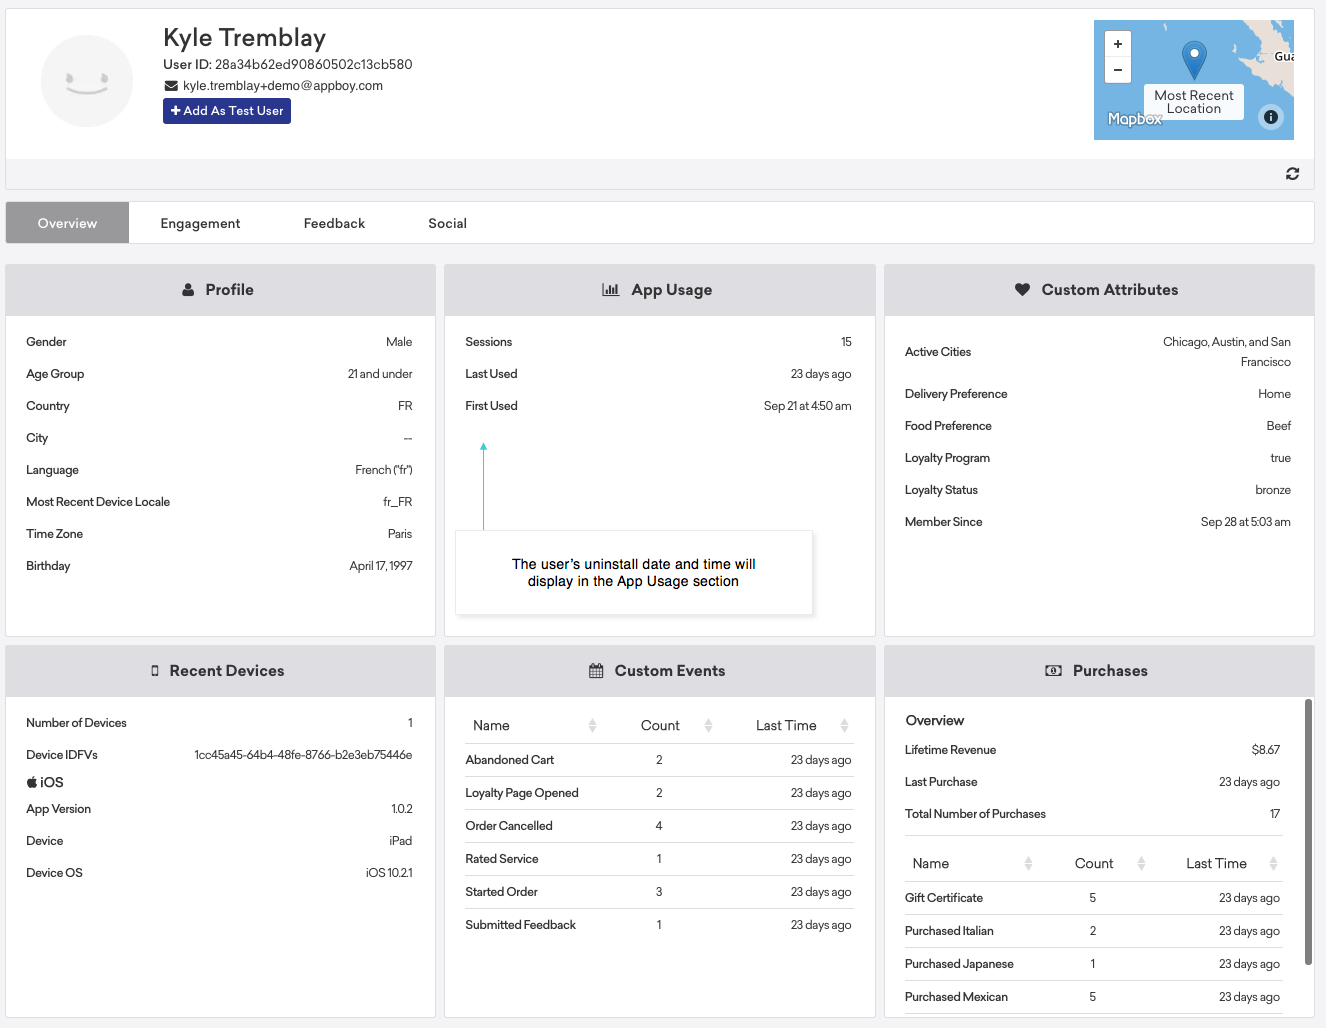 Kyle Tremblay
User ID: 28a34b62ed90860502c13cb580
kyle.tremblay+demo@appboy.com
+ Add As Test User
+
−
Most Recent
Location
Mapbox
Overview Engagement Feedback Social
Profile
Gender Male
Age Group 21 and under
Country FR
City --
Language French ("fr")
Most Recent Device Locale fr_FR
Time Zone Paris
Birthday April 17, 1997
App Usage
Sessions 15
Last Used 23 days ago
First Used Sep 21 at 4:50 am
The user's uninstall date and time will
display in the App Usage section
Custom Attributes
Active Cities Chicago, Austin, and San
Francisco
Delivery Preference Home
Food Preference Beef
Loyalty Program true
Loyalty Status bronze
Member Since Sep 28 at 5:03 am
Recent Devices
Number of Devices 1
Device IDFVs 1cc45a45-64b4-48fe-8766-b2e3eb75446e
iOS
App Version 1.0.2
Device iPad
Device OS iOS 10.2.1
Custom Events
Name Count Last Time
Abandoned Cart 2 23 days ago
Loyalty Page Opened 2 23 days ago
Order Cancelled 4 23 days ago
Rated Service 1 23 days ago
Started Order 3 23 days ago
Submitted Feedback 1 23 days ago
Purchases
Overview
Lifetime Revenue $8.67
Last Purchase 23 days ago
Total Number of Purchases 17
Name Count Last Time
Gift Certificate 5 23 days ago
Purchased Italian 2 23 days ago
Purchased Japanese 1 23 days ago
Purchased Mexican 5 23 days ago